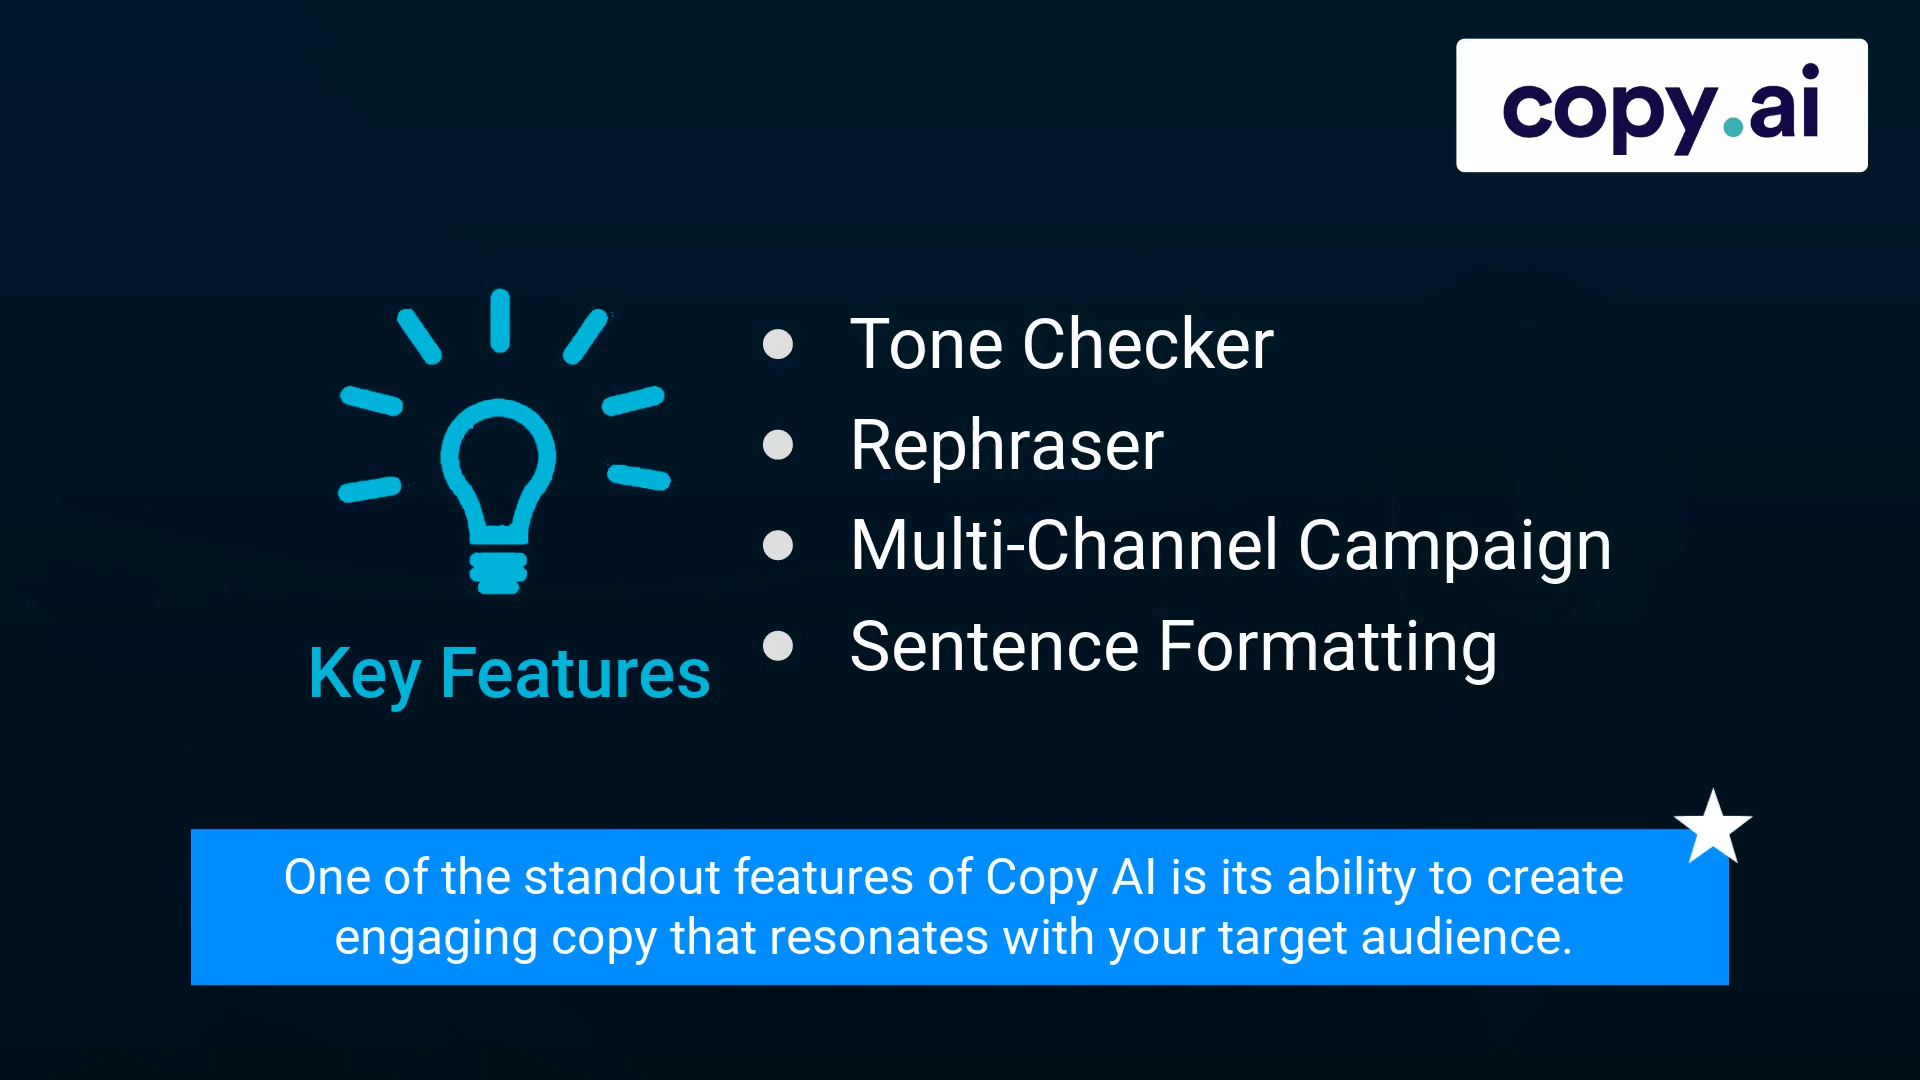 copy.ai
Tone Checker
Rephraser
Multi-Channel Campaign
Sentence Formatting
Key Features
One of the standout features of Copy AI is its ability to create
engaging copy that resonates with your target audience.